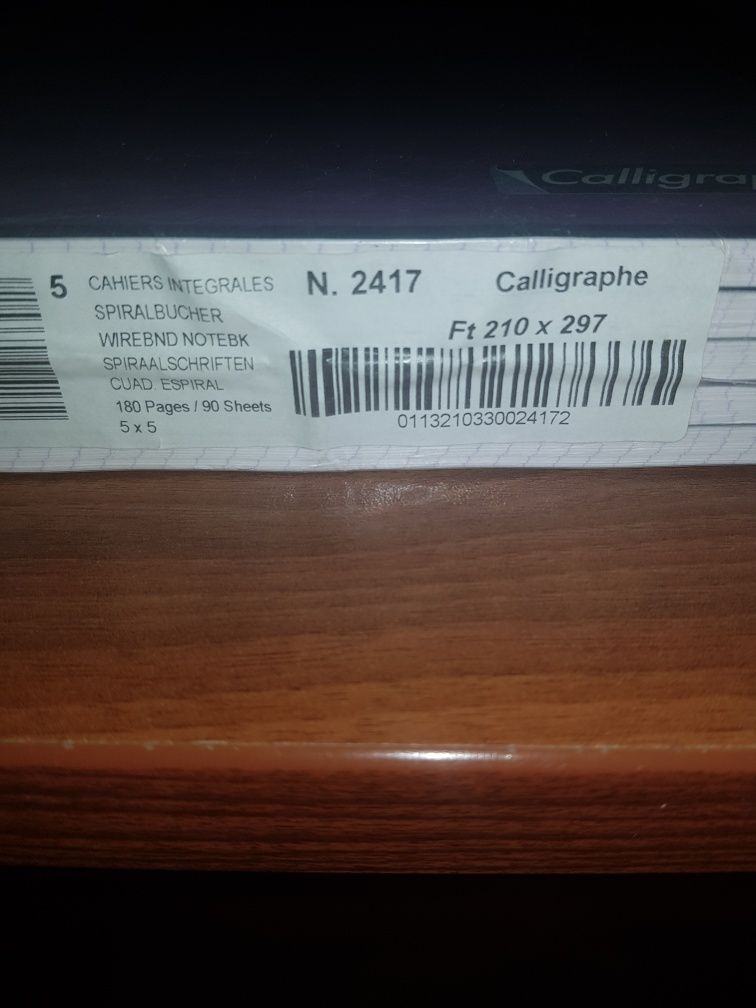 Calligra
5 CAHIERS INTEGRALES N. 2417 Calligraphe
SPIRALBUCHER
WIREBND NOTEBK Ft 210 x 297
SPIRAALSCHRIFTEN
CUAD. ESPIRAL
180 Pages / 90 Sheets
0113210330024172
5 x 5